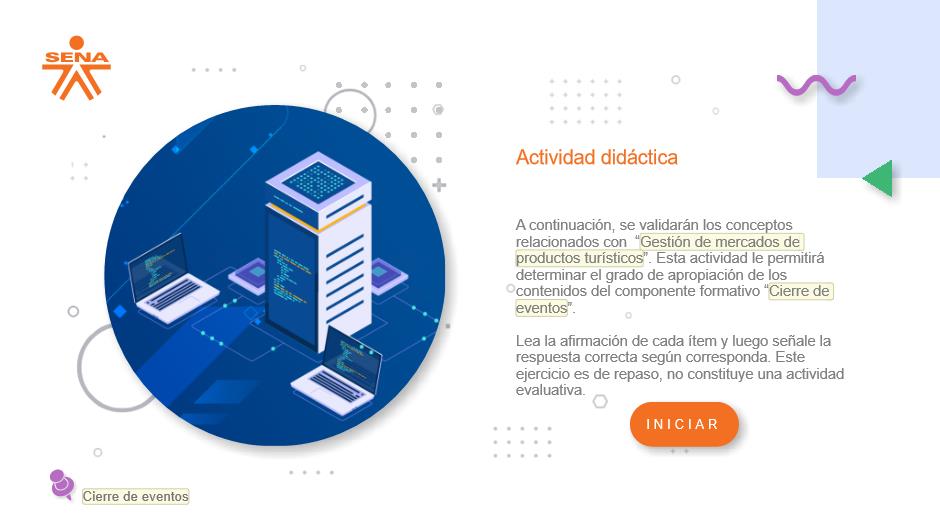 SENA
Actividad didáctica
A continuación, se validarán los conceptos
relacionados con “Gestión de mercados de
productos turísticos”. Esta actividad le permitirá
determinar el grado de apropiación de los
contenidos del componente formativo “Cierre de
eventos”.
Lea la afirmación de cada ítem y luego señale la
respuesta correcta según corresponda. Este
ejercicio es de repaso, no constituye una actividad
evaluativa.
INICIAR
Cierre de eventos